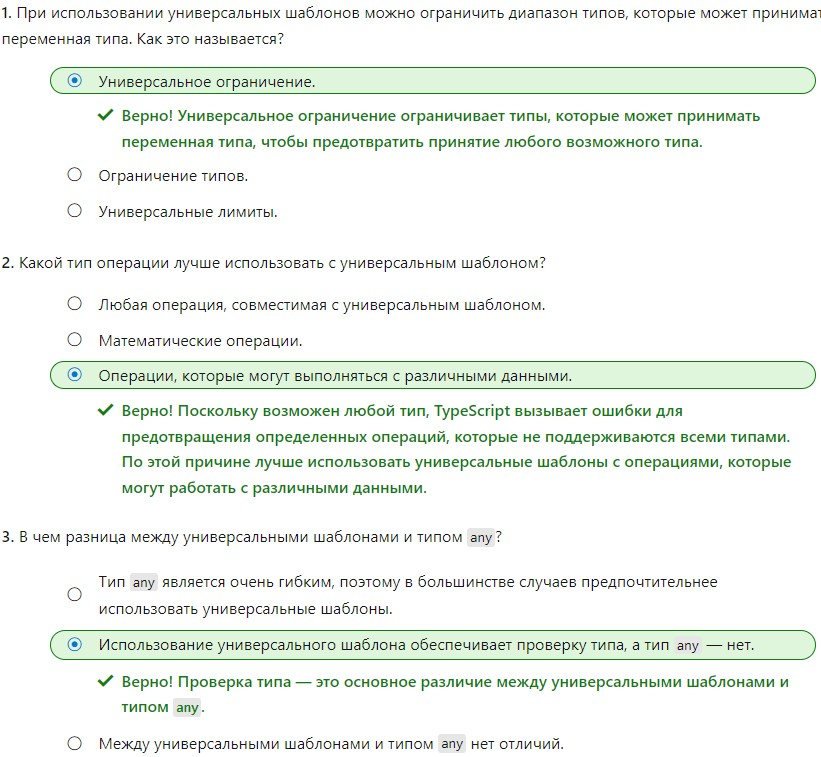 1. При использовании универсальных шаблонов можно ограничить диапазон типов, которые может
переменная типа. Как это называется?
Универсальное ограничение.
Верно! Универсальное ограничение ограничивает типы, которые может принимать
переменная типа, чтобы предотвратить принятие любого возможного типа.
Ограничение типов.
Универсальные лимиты.
2. Какой тип операции лучше использовать с универсальным шаблоном?
Любая операция, совместимая с универсальным шаблоном.
Математические операции.
Операции, которые могут выполняться с различными данными.
Верно! Поскольку возможен любой тип, TypeScript вызывает ошибки для
предотвращения определенных операций, которые не поддерживаются всеми типами.
По этой причине лучше использовать универсальные шаблоны с операциями, которые
могут работать с различными данными.
3. В чем разница между универсальными шаблонами и типом any?
Тип any является очень гибким, поэтому в большинстве случаев предпочтительнее
использовать универсальные шаблоны.
Использование универсального шаблона обеспечивает проверку типа, а тип any — нет.
Верно! Проверка типа — это основное различие между универсальными шаблонами и
типом any.
Между универсальными шаблонами и типом any нет отличий.